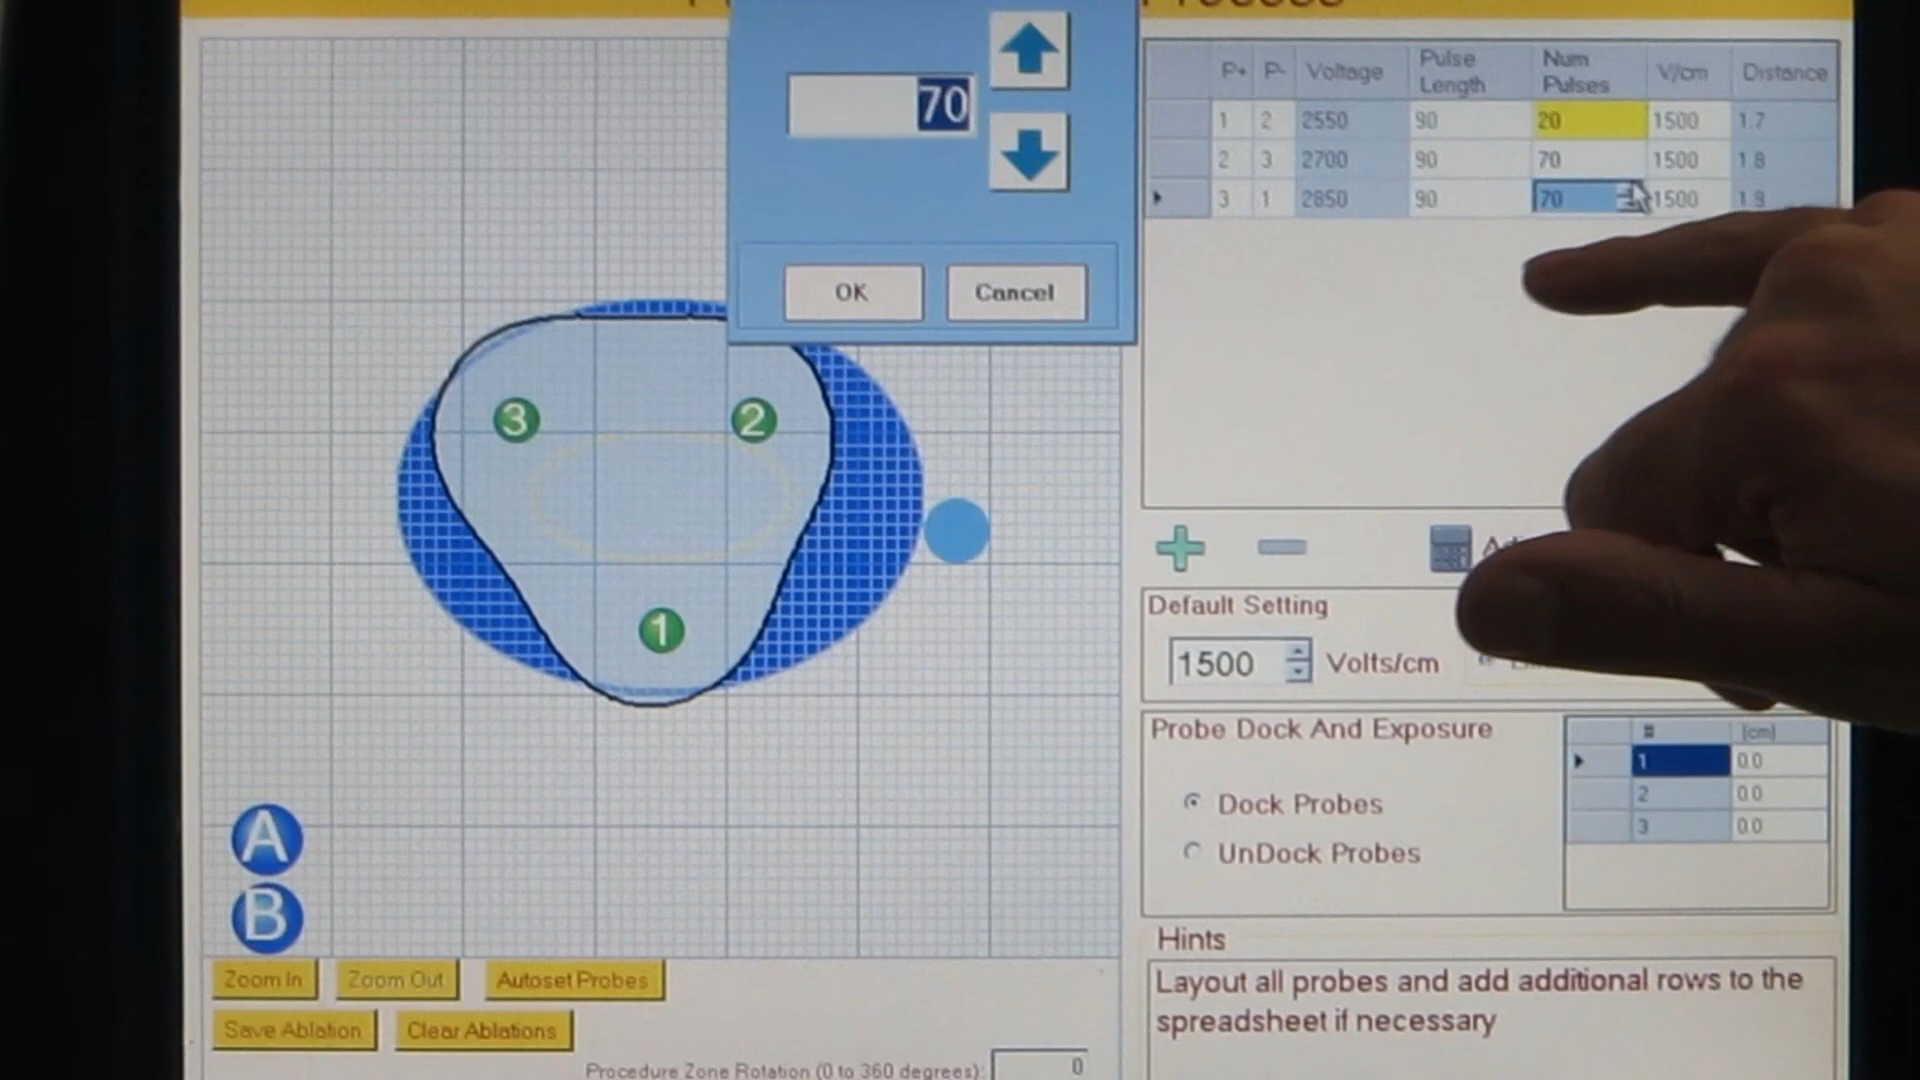 70
OK
Cancel
P+ P- Voltage Pulse Length Num Pulses V/cm Distance
1 2 2550 90 20 1500 1.7
2 3 2700 90 70 1500 1.8
3 1 2850 90 70 1500 1.9
3
2
1
A
B
Default Setting
1500 Volts/cm
Probe Dock And Exposure
Dock Probes
UnDock Probes
# (cm)
1 0.0
2 0.0
3 0.0
Hints
Layout all probes and add additional rows to the
spreadsheet if necessary
Zoom In
Zoom Out
Autoset Probes
Save Ablation
Clear Ablations
Procedure Zone Rotation (0 to 360 degrees): 0